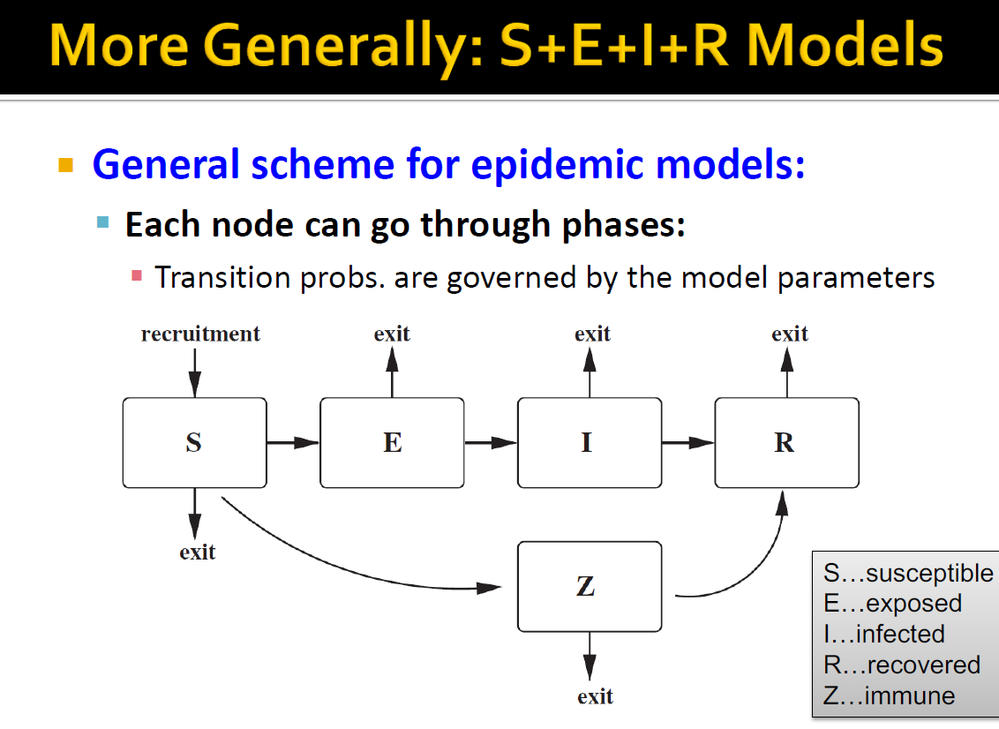 More Generally: S+E+I+R Models
General scheme for epidemic models:
Each node can go through phases:
Transition probs. are governed by the model parameters
recruitment exit exit exit
S E I R
exit
Z
exit
S…susceptible
E…exposed
I…infected
R…recovered
Z…immune